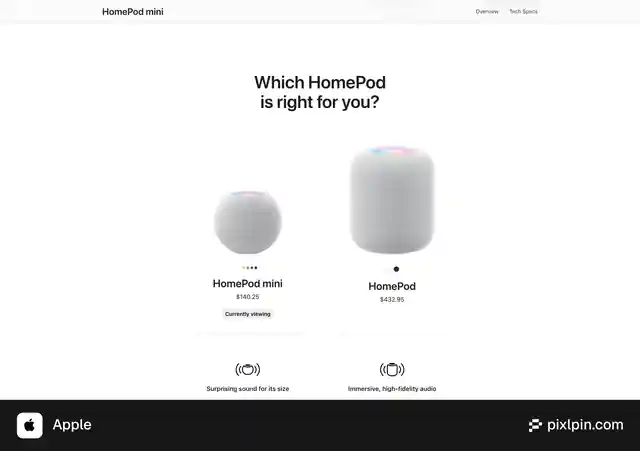 HomePod mini
Overview
Tech Specs
Which HomePod
is right for you?
HomePod mini
$140.25
Currently viewing
HomePod
$432.95
Surprising sound for its size
Immersive, high-fidelity audio
Apple
pixlpin.com